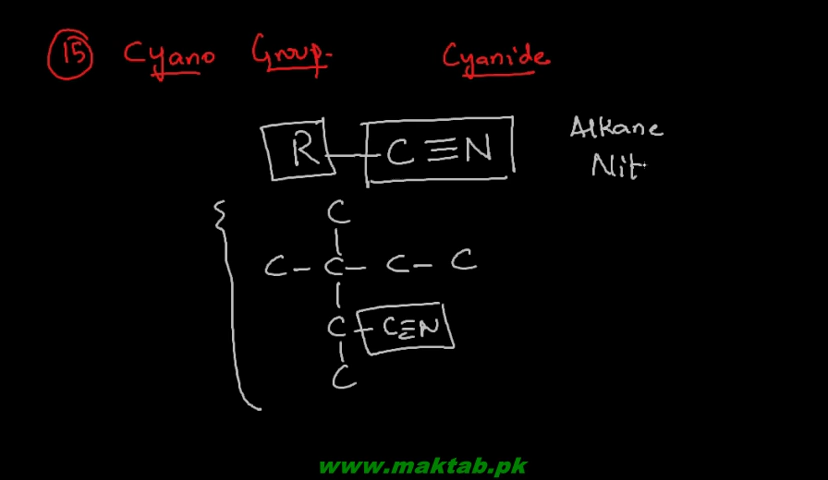 15 Cyano Group Cyanide
R - C ≡ N Alkane
Nit
C
C - C - C - C
C - C≡N
C
www.maktab.pk